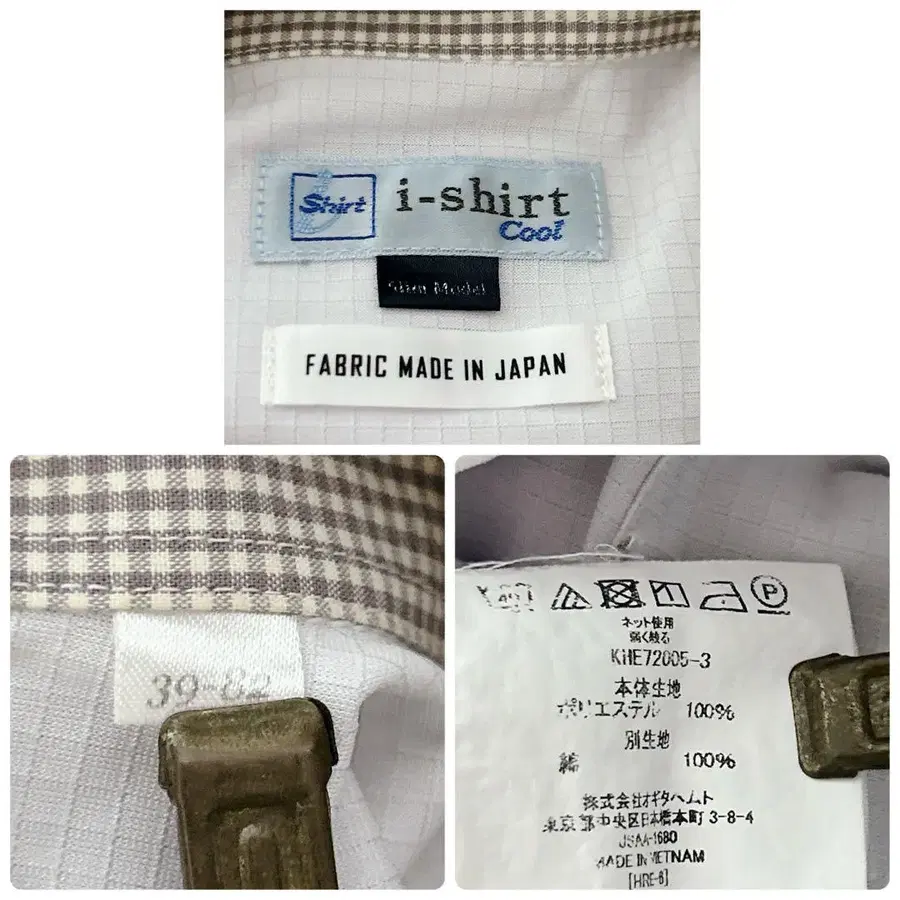 Shirt
i-shirt
Cool
Slim Model
FABRIC MADE IN JAPAN
39-82
ネット使用
弱く絞る
KHE72005-3
本体生地
ポリエステル 100%
別生地
綿 100%
株式会社オギタヘムト
東京都中央区日本橋本町 3-8-4
JSAA-1680
MADE IN VIETNAM
[HRE-B]